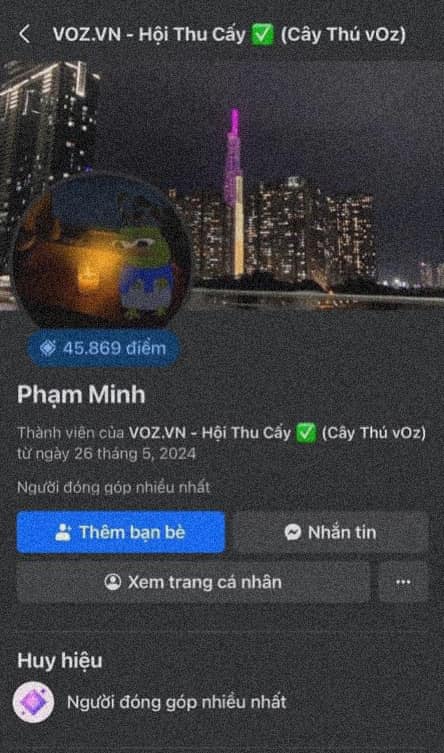 VOZ.VN - Hội Thu Cấy ✅ (Cây Thú vOz)
45.869 điểm
Phạm Minh
Thành viên của VOZ.VN - Hội Thu Cấy ✅ (Cây Thú vOz)
từ ngày 26 tháng 5, 2024
Người đóng góp nhiều nhất
Thêm bạn bè
Nhắn tin
Xem trang cá nhân
Huy hiệu
Người đóng góp nhiều nhất